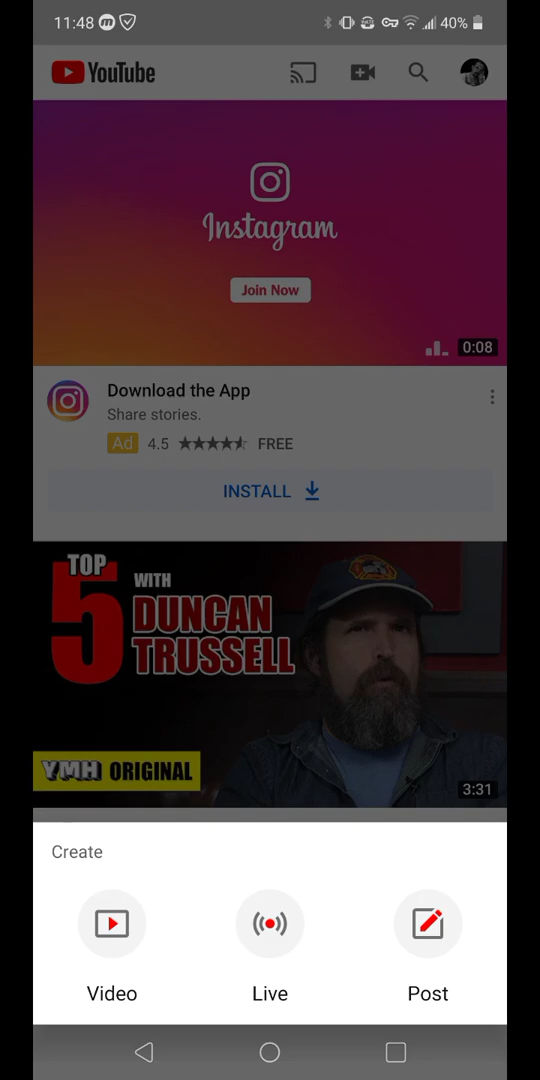 11:48
40%
YouTube
Instagram
Join Now
0:08
Download the App
Share stories.
Ad 4.5 FREE
INSTALL
TOP
5
WITH
DUNCAN
TRUSSELL
YMH ORIGINAL
3:31
Create
Video
Live
Post